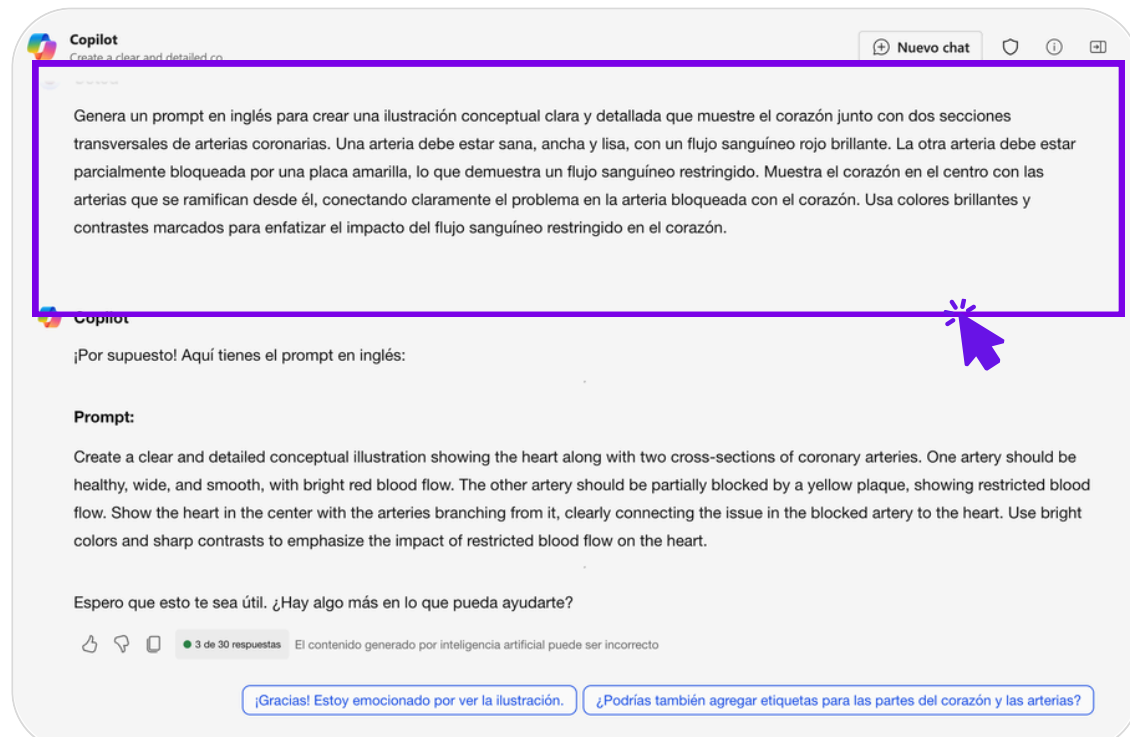 Copilot
Create a clear and detailed co
Nuevo chat
Genera un prompt en inglés para crear una ilustración conceptual clara y detallada que muestre el corazón junto con dos secciones
transversales de arterias coronarias. Una arteria debe estar sana, ancha y lisa, con un flujo sanguíneo rojo brillante. La otra arteria debe estar
parcialmente bloqueada por una placa amarilla, lo que demuestra un flujo sanguíneo restringido. Muestra el corazón en el centro con las
arterias que se ramifican desde él, conectando claramente el problema en la arteria bloqueada con el corazón. Usa colores brillantes y
contrastes marcados para enfatizar el impacto del flujo sanguíneo restringido en el corazón.
Copilot
¡Por supuesto! Aquí tienes el prompt en inglés:
Prompt:
Create a clear and detailed conceptual illustration showing the heart along with two cross-sections of coronary arteries. One artery should be
healthy, wide, and smooth, with bright red blood flow. The other artery should be partially blocked by a yellow plaque, showing restricted blood
flow. Show the heart in the center with the arteries branching from it, clearly connecting the issue in the blocked artery to the heart. Use bright
colors and sharp contrasts to emphasize the impact of restricted blood flow on the heart.
Espero que esto te sea útil. ¿Hay algo más en lo que pueda ayudarte?
3 de 30 respuestas El contenido generado por inteligencia artificial puede ser incorrecto
¡Gracias! Estoy emocionado por ver la ilustración. ¿Podrías también agregar etiquetas para las partes del corazón y las arterias?